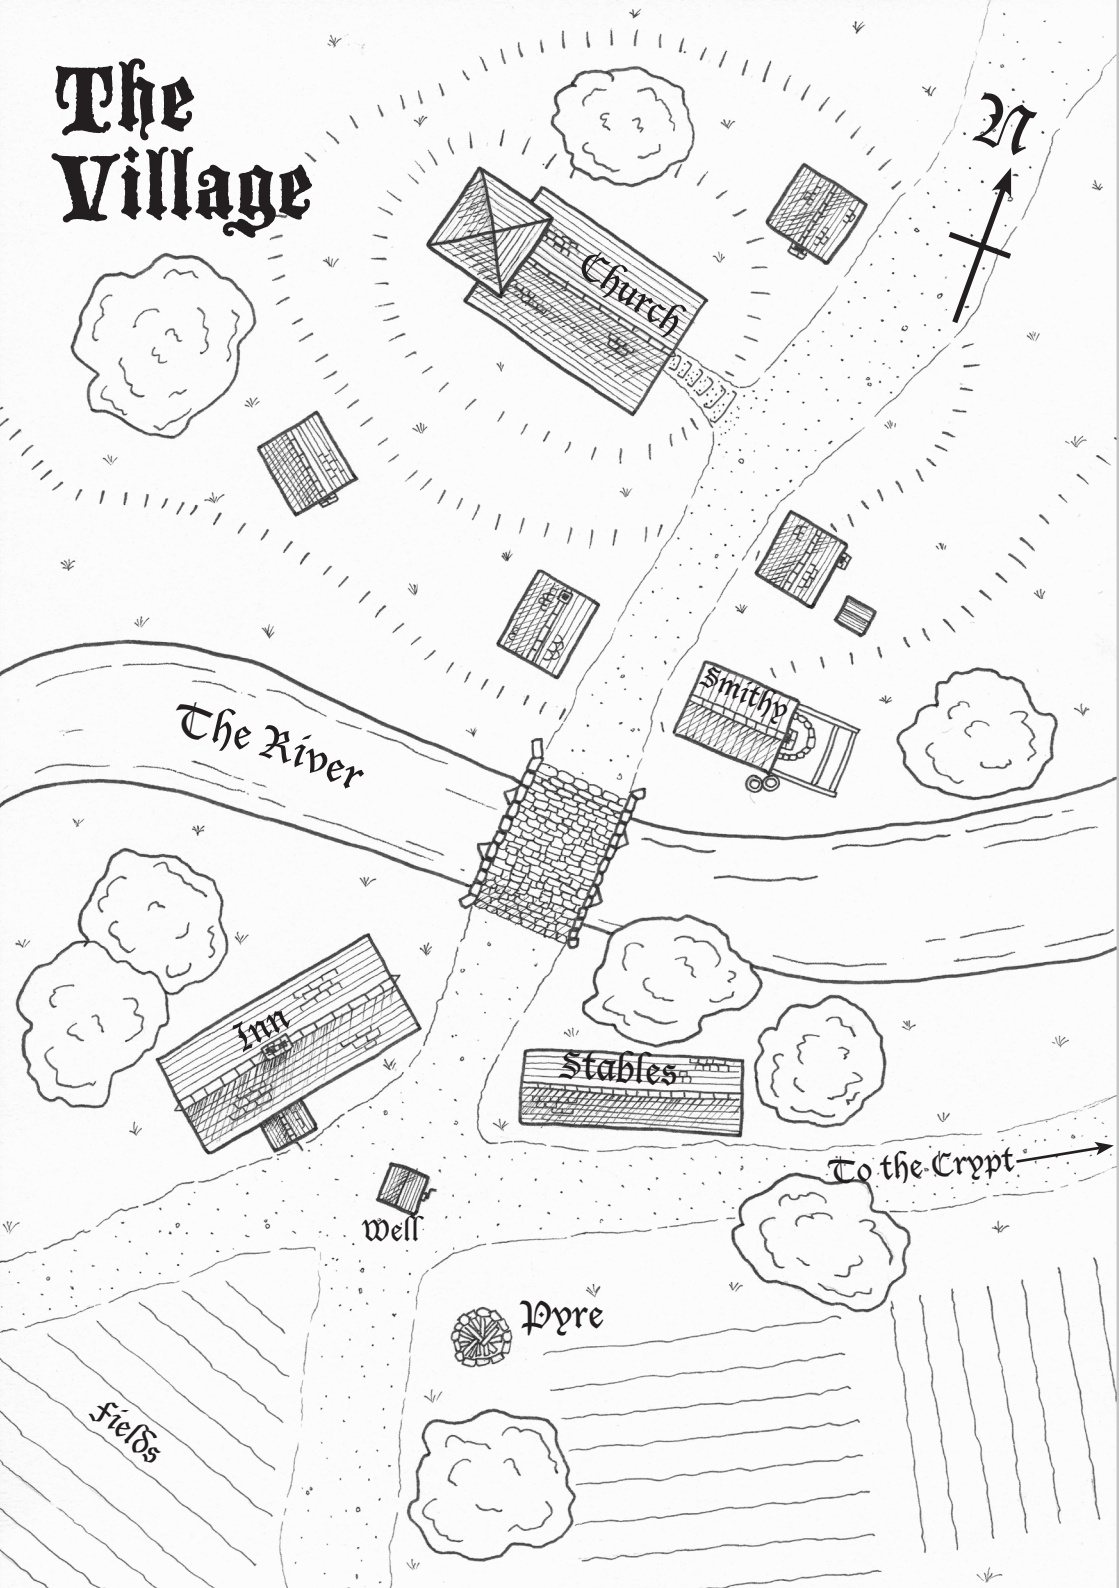 The
Village
N
Church
Smithy
The River
Inn
Stables
To the Crypt
Well
Pyre
Fields